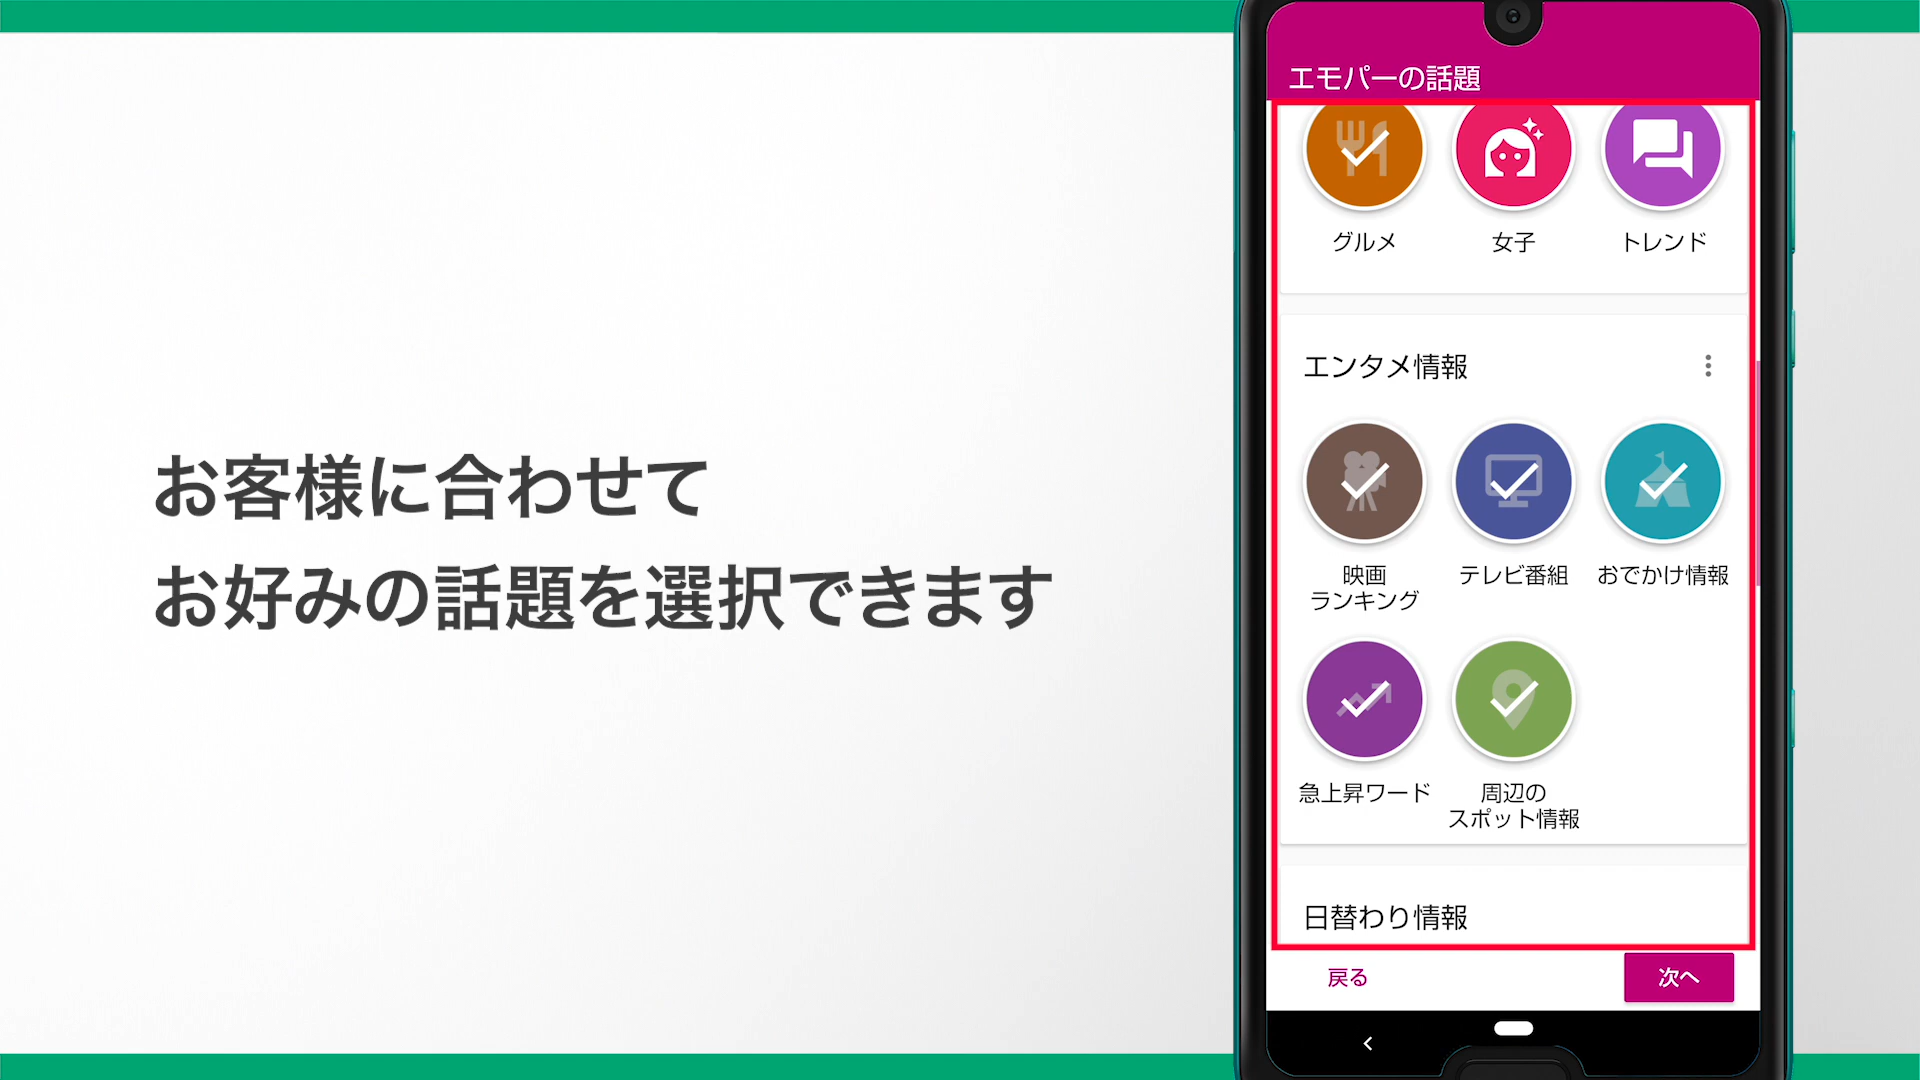 お客様に合わせて
お好みの話題を選択できます
エモパーの話題
グルメ
女子
トレンド
エンタメ情報
映画
ランキング
テレビ番組
おでかけ情報
急上昇ワード
周辺の
スポット情報
日替わり情報
戻る
次へ